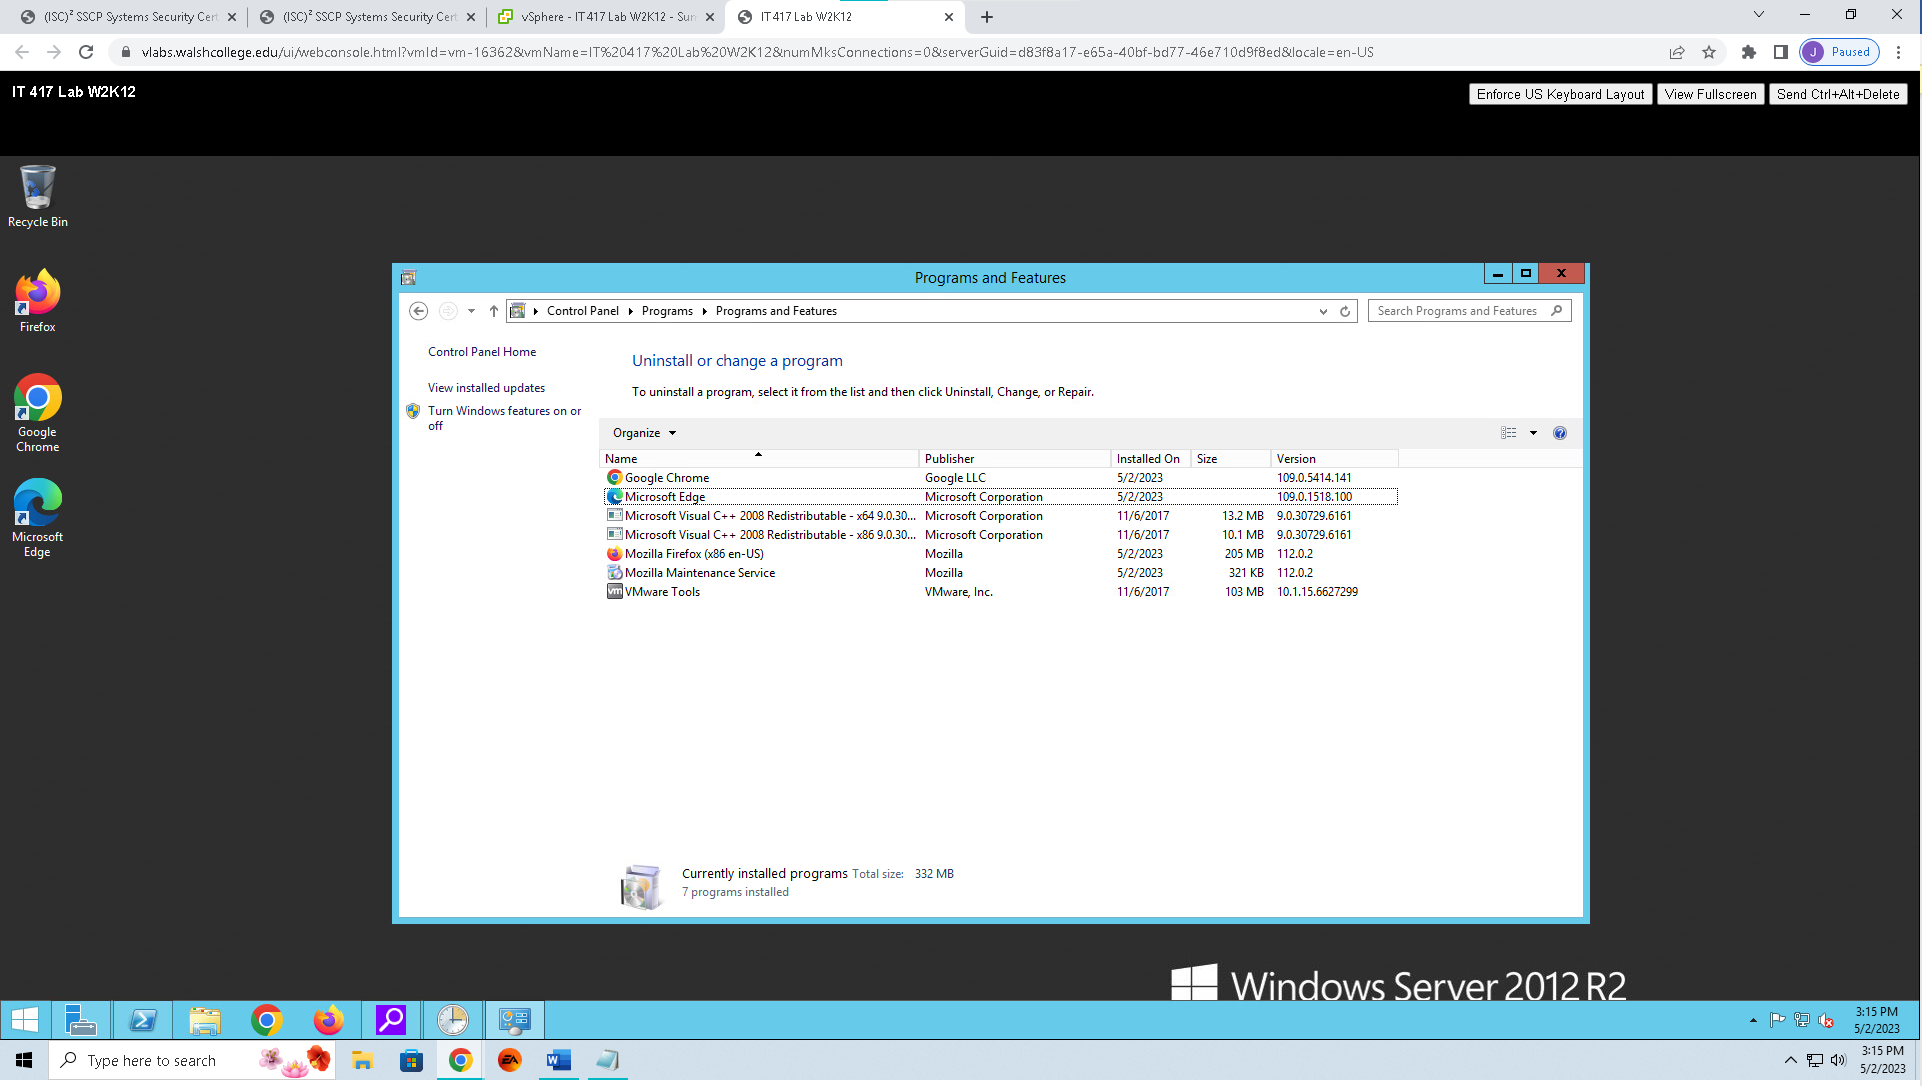 (ISC)² SSCP Systems Security Cert
(ISC)² SSCP Systems Security Cert
vSphere - IT 417 Lab W2K12 - Sum
IT 417 Lab W2K12
vlabs.walshcollege.edu/ui/webconsole.html?vmId=vm-16362&vmName=IT%20417%20Lab%20W2K12&numMksConnections=0&serverGuid=d83f8a17-e65a-40bf-bd77-46e710d9f8ed&locale=en-US
J Paused
IT 417 Lab W2K12
Enforce US Keyboard Layout
View Fullscreen
Send Ctrl+Alt+Delete
Recycle Bin
Firefox
Google
Chrome
Microsoft
Edge
Programs and Features
Control Panel Programs Programs and Features
Search Programs and Features
Control Panel Home
View installed updates
Turn Windows features on or
off
Uninstall or change a program
To uninstall a program, select it from the list and then click Uninstall, Change, or Repair.
Organize
Name Publisher Installed On Size Version
Google Chrome Google LLC 5/2/2023 109.0.5414.141
Microsoft Edge Microsoft Corporation 5/2/2023 109.0.1518.100
Microsoft Visual C++ 2008 Redistributable - x64 9.0.30... Microsoft Corporation 11/6/2017 13.2 MB 9.0.30729.6161
Microsoft Visual C++ 2008 Redistributable - x86 9.0.30... Microsoft Corporation 11/6/2017 10.1 MB 9.0.30729.6161
Mozilla Firefox (x86 en-US) Mozilla 5/2/2023 205 MB 112.0.2
Mozilla Maintenance Service Mozilla 5/2/2023 321 KB 112.0.2
VMware Tools VMware, Inc. 11/6/2017 103 MB 10.1.15.6627299
Currently installed programs Total size: 332 MB
7 programs installed
Windows Server 2012 R2
3:15 PM
5/2/2023
Type here to search
EA
W
3:15 PM
5/2/2023